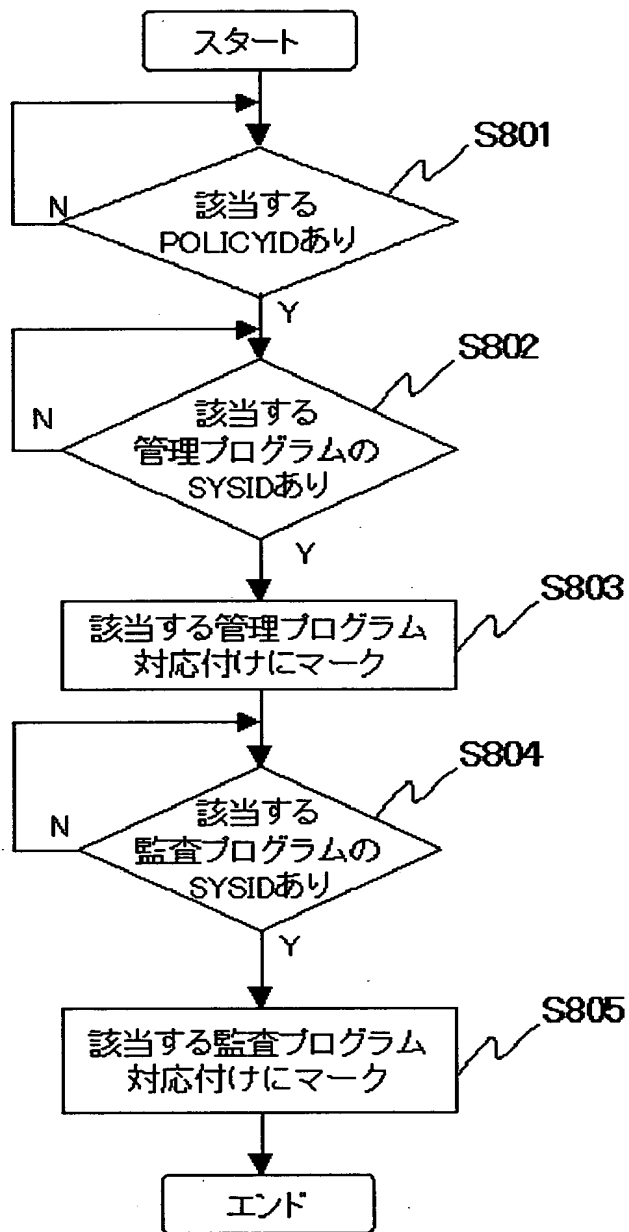 スタート
S801
N
該当する
POLICYIDあり
Y
S802
N
該当する
管理プログラムの
SYSIDあり
Y
S803
該当する管理プログラム
対応付けにマーク
S804
N
該当する
監査プログラムの
SYSIDあり
Y
S805
該当する監査プログラム
対応付けにマーク
エンド